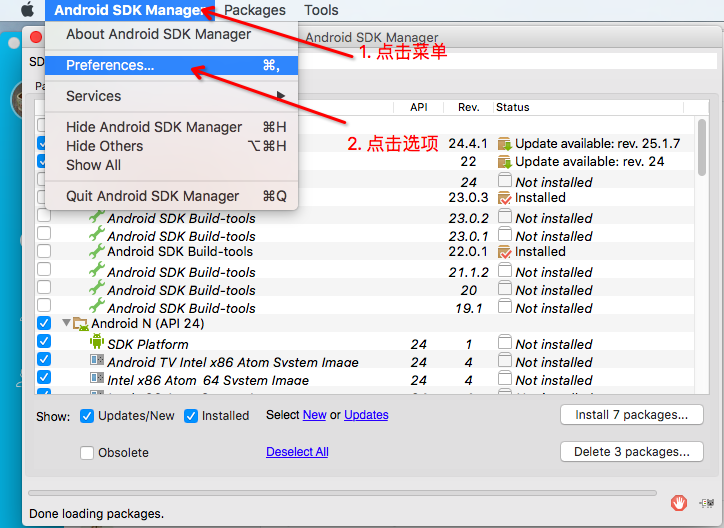 Android SDK Manager Packages Tools
About Android SDK Manager
Android SDK Manager
1. 点击菜单
SD
Preferences... ⌘,
Pa
Services
API Rev. Status
Hide Android SDK Manager ⌘H
2. 点击选项
24.4.1 Update available: rev. 25.1.7
Hide Others ⌥⌘H
22 Update available: rev. 24
Show All
24 Not installed
Quit Android SDK Manager ⌘Q
23.0.3 Installed
Android SDK Build-tools 23.0.2 Not installed
Android SDK Build-tools 23.0.1 Not installed
Android SDK Build-tools 22.0.1 Installed
Android SDK Build-tools 21.1.2 Not installed
Android SDK Build-tools 20 Not installed
Android SDK Build-tools 19.1 Not installed
Android N (API 24)
SDK Platform 24 1 Not installed
Android TV Intel x86 Atom System Image 24 4 Not installed
Intel x86 Atom_64 System Image 24 4 Not installed
Show: Updates/New Installed Select New or Updates Install 7 packages...
Obsolete Deselect All Delete 3 packages...
Done loading packages.